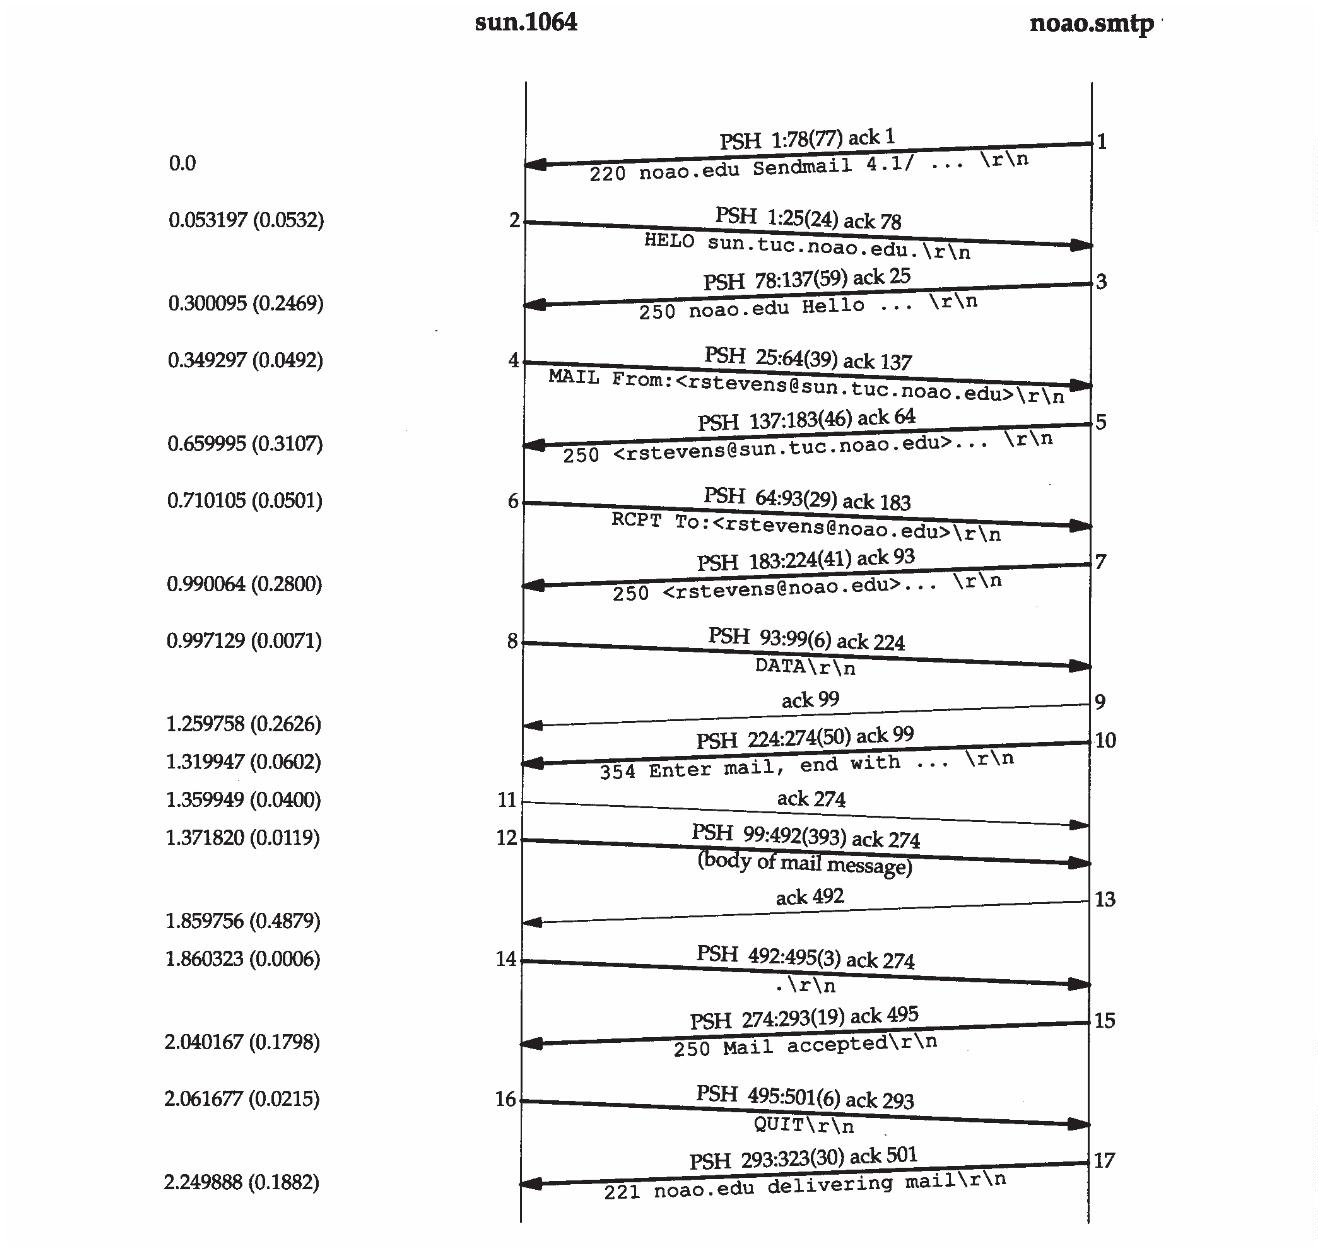 sun.1064 noao.smtp
PSH 1:78(77) ack 1 1
0.0
220 noao.edu Sendmail 4.1/ ... \r\n
0.053197 (0.0532) 2 PSH 1:25(24) ack 78
HELO sun.tuc.noao.edu.\r\n
PSH 78:137(59) ack 25 3
0.300095 (0.2469)
250 noao.edu Hello ... \r\n
0.349297 (0.0492) 4 PSH 25:64(39) ack 137
MAIL From:<rstevens@sun.tuc.noao.edu>\r\n
PSH 137:183(46) ack 64 5
0.659995 (0.3107)
250 <rstevens@sun.tuc.noao.edu>... \r\n
0.710105 (0.0501) 6 PSH 64:93(29) ack 183
RCPT To:<rstevens@noao.edu>\r\n
PSH 183:224(41) ack 93 7
0.990064 (0.2800)
250 <rstevens@noao.edu>... \r\n
0.997129 (0.0071) 8 PSH 93:99(6) ack 224
DATA\r\n
ack 99 9
1.259758 (0.2626)
PSH 224:274(50) ack 99 10
1.319947 (0.0602)
354 Enter mail, end with ... \r\n
1.359949 (0.0400) 11 ack 274
1.371820 (0.0119) 12 PSH 99:492(393) ack 274
(body of mail message)
ack 492 13
1.859756 (0.4879)
1.860323 (0.0006) 14 PSH 492:495(3) ack 274
.\r\n
PSH 274:293(19) ack 495 15
2.040167 (0.1798)
250 Mail accepted\r\n
2.061677 (0.0215) 16 PSH 495:501(6) ack 293
QUIT\r\n
PSH 293:323(30) ack 501 17
2.249888 (0.1882)
221 noao.edu delivering mail\r\n